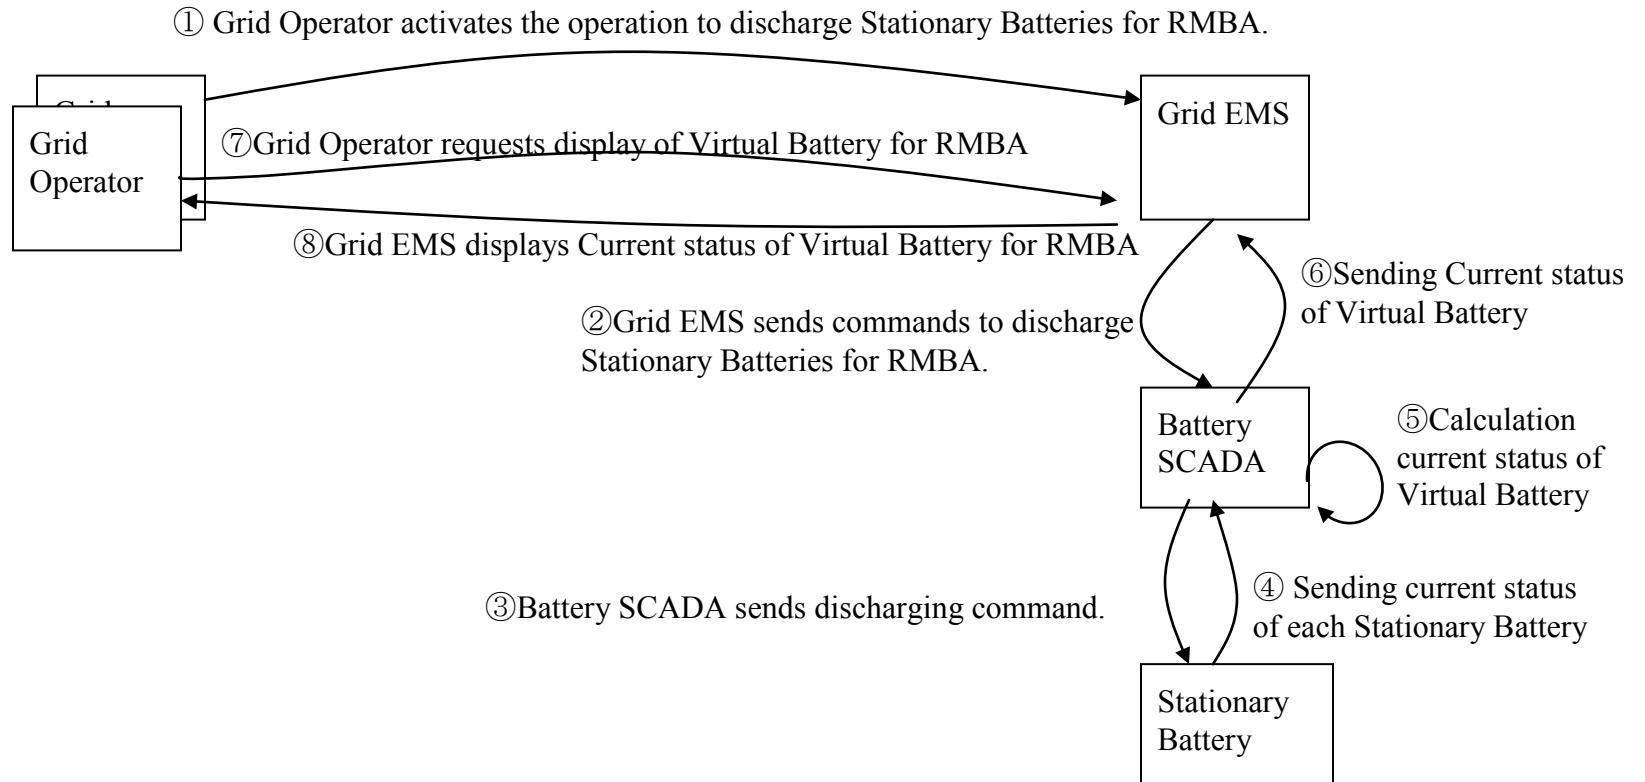 ① Grid Operator activates the operation to discharge Stationary Batteries for RMBA.
Grid
Operator
Grid EMS
⑦Grid Operator requests display of Virtual Battery for RMBA
⑧Grid EMS displays Current status of Virtual Battery for RMBA
⑥Sending Current status
of Virtual Battery
②Grid EMS sends commands to discharge
Stationary Batteries for RMBA.
Battery
SCADA
⑤Calculation
current status of
Virtual Battery
③Battery SCADA sends discharging command.
④ Sending current status
of each Stationary Battery
Stationary
Battery